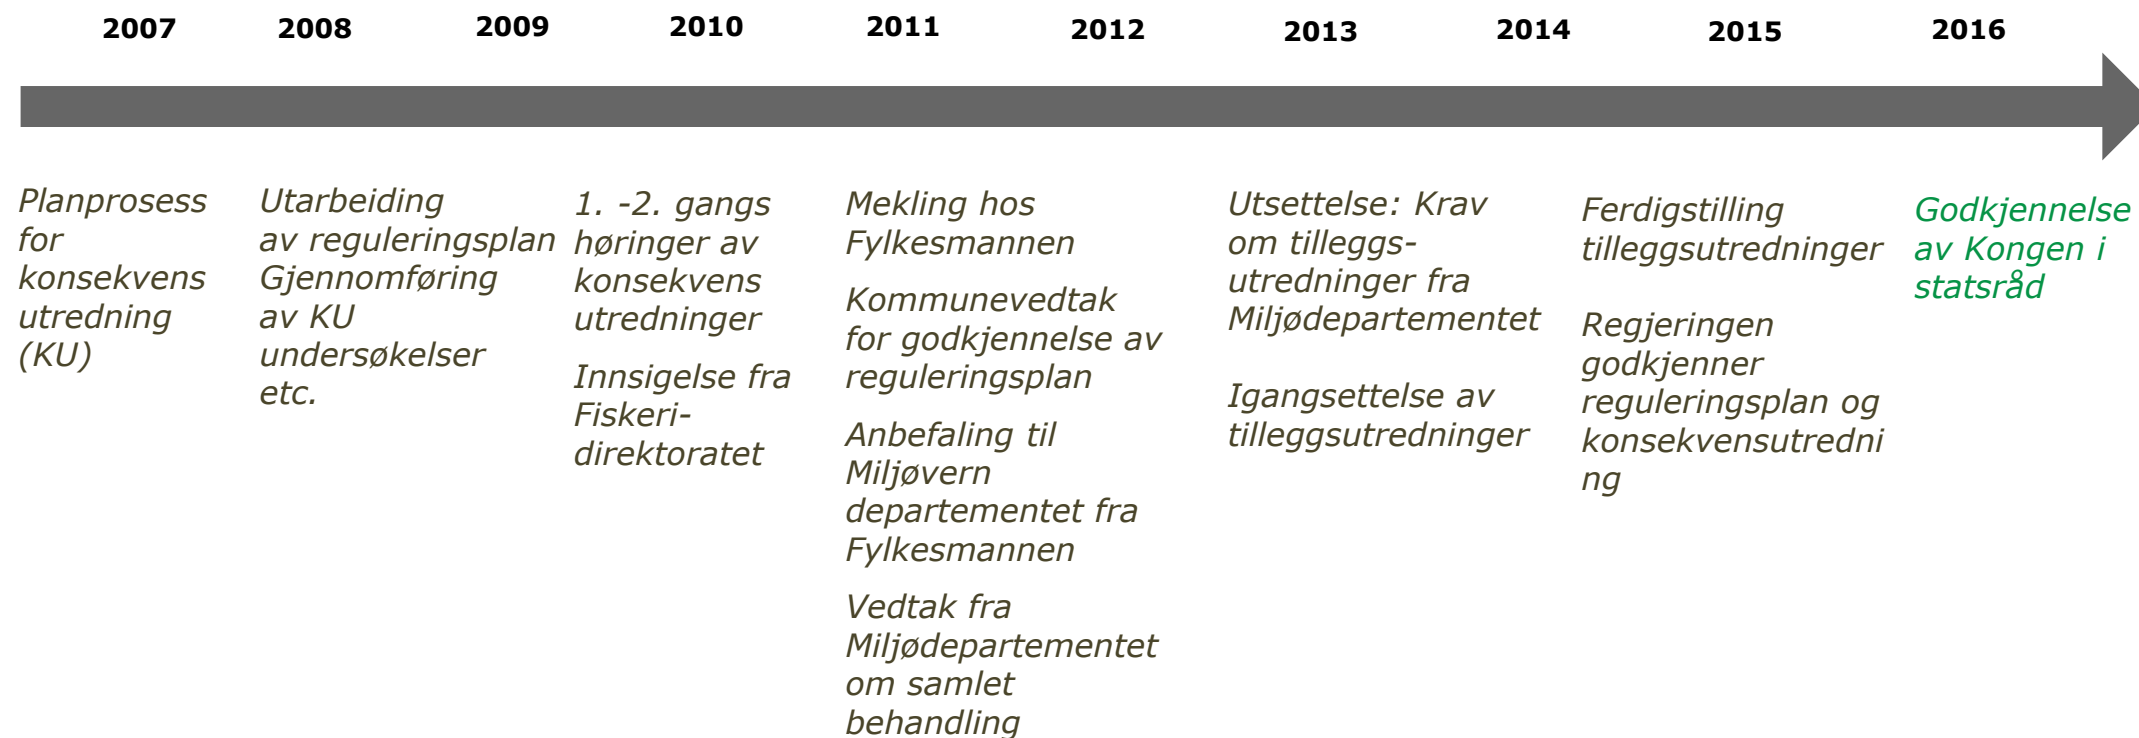 2007
2008
2009
2010
2011
2012
2013
2014
2015
2016
Planprosess
for
konsekvens
utredning
(KU)
Utarbeiding
av reguleringsplan
Gjennomføring
av KU
undersøkelser
etc.
1. -2. gangs
høringer av
konsekvens
utredninger
Innsigelse fra
Fiskeri-
direktoratet
Mekling hos
Fylkesmannen
Kommunevedtak
for godkjennelse av
reguleringsplan
Anbefaling til
Miljøvern
departementet fra
Fylkesmannen
Vedtak fra
Miljødepartementet
om samlet
behandling
Utsettelse: Krav
om tilleggs-
utredninger fra
Miljødepartementet
Igangsettelse av
tilleggsutredninger
Ferdigstilling
tilleggsutredninger
Regjeringen
godkjenner
reguleringsplan og
konsekvensutredni
ng
Godkjennelse
av Kongen i
statsråd